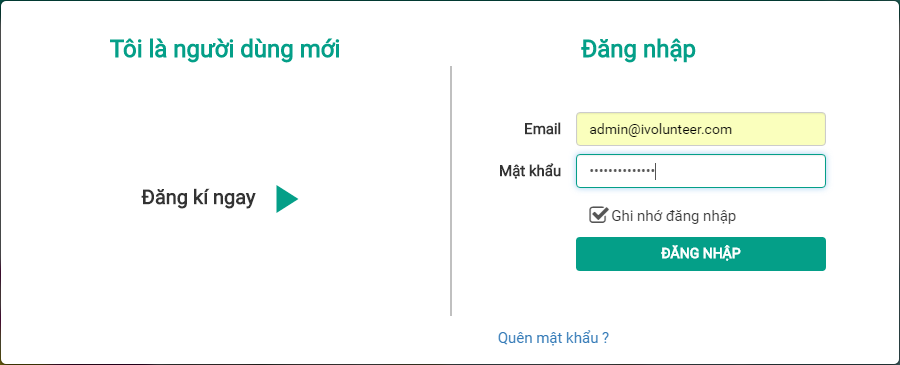 Tôi là người dùng mới
Đăng kí ngay
Đăng nhập
Email
admin@ivolunteer.com
Mật khẩu
••••••••••••••
Ghi nhớ đăng nhập
ĐĂNG NHẬP
Quên mật khẩu ?